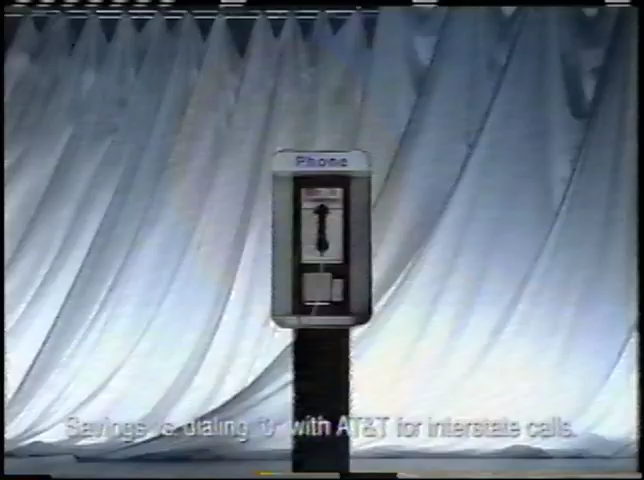 Phone
Savings vs. dialing "0" with AT&T for interstate calls.